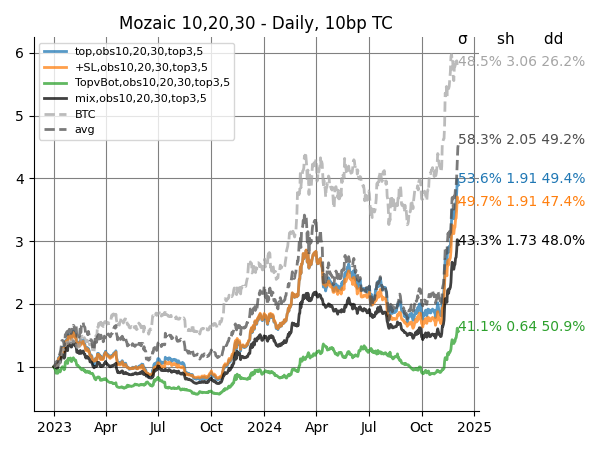 Mozaic 10,20,30 - Daily, 10bp TC
σ sh dd
top,obs10,20,30,top3,5
+SL,obs10,20,30,top3,5
TopvBot,obs10,20,30,top3,5
mix,obs10,20,30,top3,5
BTC
avg
48.5% 3.06 26.2%
58.3% 2.05 49.2%
53.6% 1.91 49.4%
49.7% 1.91 47.4%
43.3% 1.73 48.0%
41.1% 0.64 50.9%
6
5
4
3
2
1
2023 Apr Jul Oct 2024 Apr Jul Oct 2025